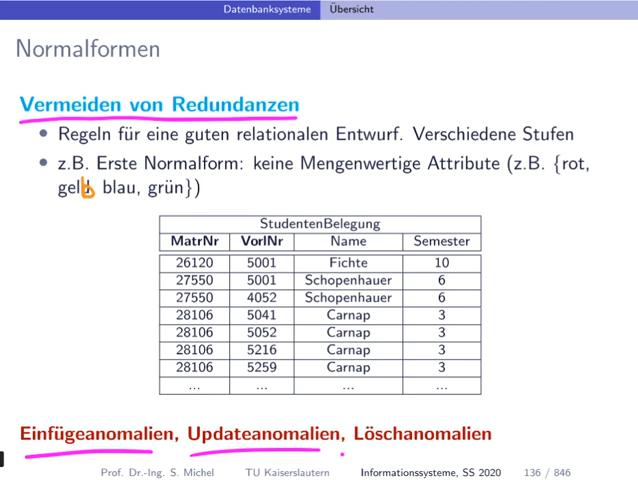 Datenbanksysteme Übersicht
Normalformen
Vermeiden von Redundanzen
• Regeln für eine guten relationalen Entwurf. Verschiedene Stufen
• z.B. Erste Normalform: keine Mengenwertige Attribute (z.B. {rot,
gelb, blau, grün})
StudentenBelegung
MatrNr VorlNr Name Semester
26120 5001 Fichte 10
27550 5001 Schopenhauer 6
27550 4052 Schopenhauer 6
28106 5041 Carnap 3
28106 5052 Carnap 3
28106 5216 Carnap 3
28106 5259 Carnap 3
... ... ... ...
Einfügeanomalien, Updateanomalien, Löschanomalien
Prof. Dr.-Ing. S. Michel TU Kaiserslautern Informationssysteme, SS 2020 136 / 846